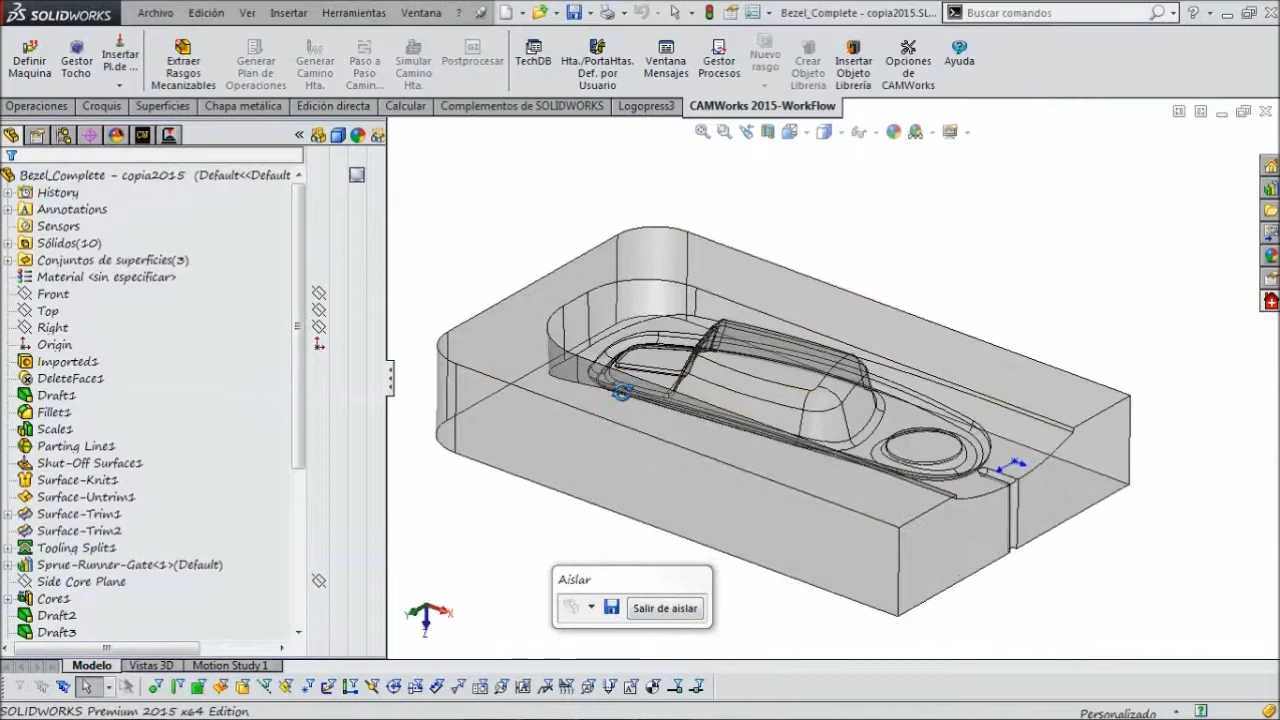 SOLIDWORKS Archivo Edición Ver Insertar Herramientas Ventana ? Bezel_Complete - copia2015.SL... Buscar comandos
Definir Maquina
Gestor Tocho
Insertar Pl.de ...
Extraer Rasgos Mecanizables
Generar Plan de Operaciones
Generar Camino Hta.
Paso a Paso Camin...
Simular Camino Hta.
Postprocesar
TechDB
Hta./PortaHtas. Def. por Usuario
Ventana Mensajes
Gestor Procesos
Nuevo rasgo
Crear Objeto Libreria
Insertar Objeto Librería
Opciones de CAMWorks
Ayuda
Operaciones Croquis Superficies Chapa metálica Edición directa Calcular Complementos de SOLIDWORKS Logopress3 CAMWorks 2015-WorkFlow
Bezel_Complete - copia2015 (Default<<Default
History
Annotations
Sensors
Sólidos(10)
Conjuntos de superficies(3)
Material <sin especificar>
Front
Top
Right
Origin
Imported1
DeleteFace1
Draft1
Fillet1
Scale1
Parting Line1
Shut-Off Surface1
Surface-Knit1
Surface-Untrim1
Surface-Trim1
Surface-Trim2
Tooling Split1
Sprue-Runner-Gate<1>(Default)
Side Core Plane
Core1
Draft2
Draft3
Aislar
Salir de aislar
Y X
Z
Modelo Vistas 3D Motion Study 1
SOLIDWORKS Premium 2015 x64 Edition Personalizado